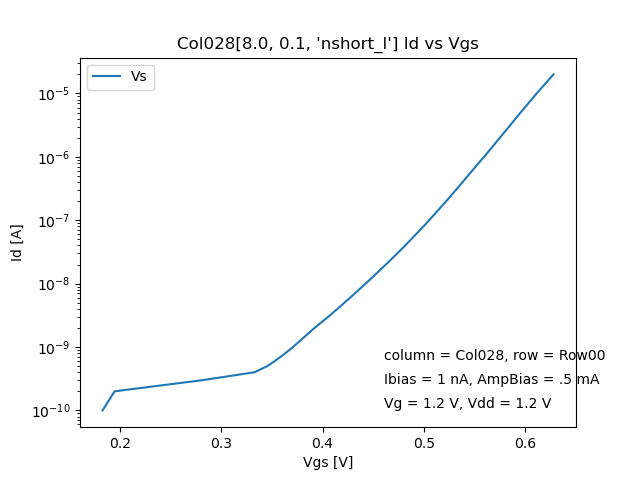 Col028[8.0, 0.1, 'nshort_l'] Id vs Vgs
Vs
10^-5
10^-6
10^-7
10^-8
10^-9
10^-10
Id [A]
column = Col028, row = Row00
Ibias = 1 nA, AmpBias = .5 mA
Vg = 1.2 V, Vdd = 1.2 V
0.2 0.3 0.4 0.5 0.6
Vgs [V]